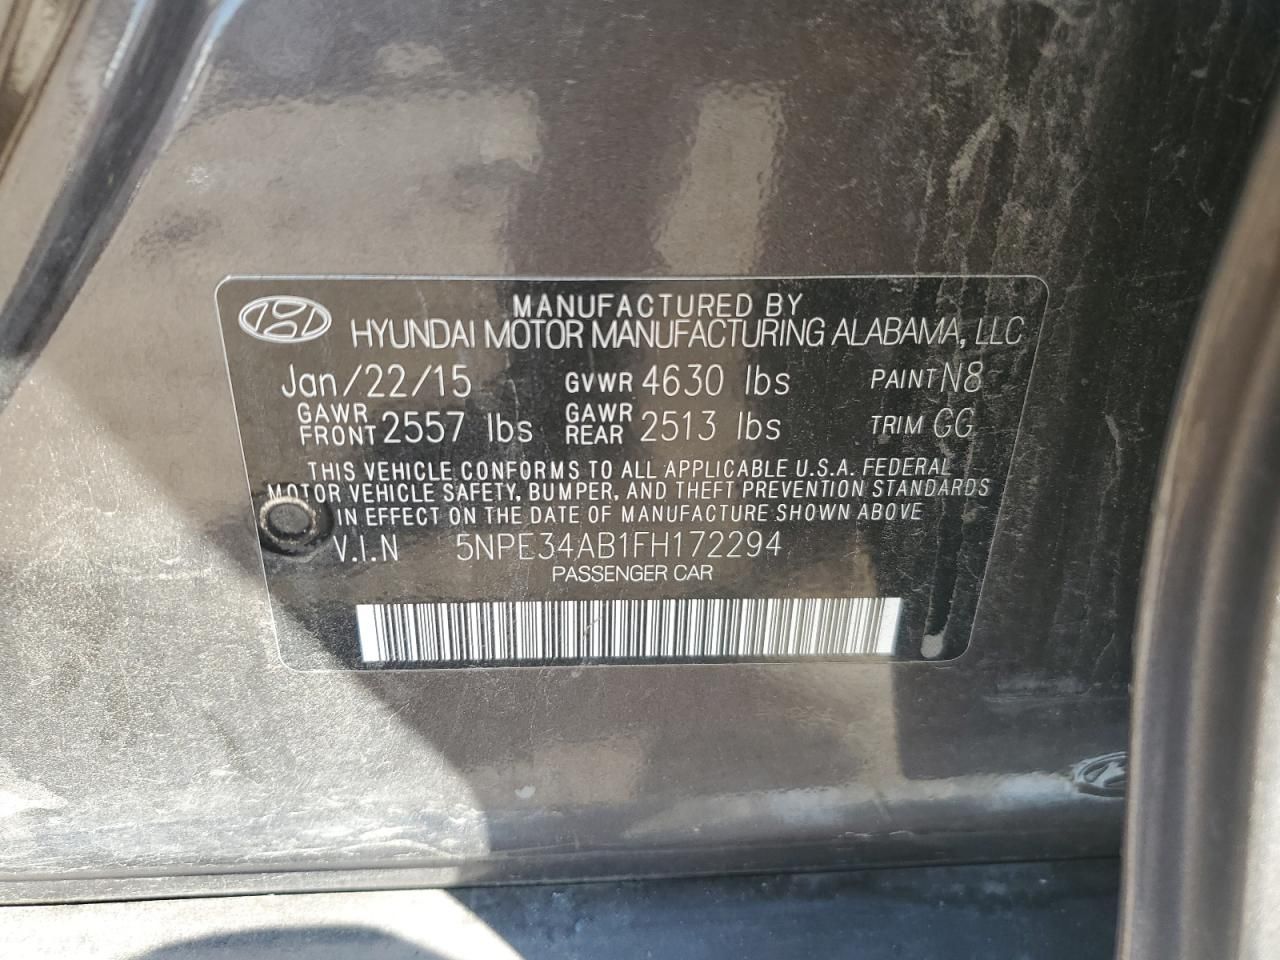 MANUFACTURED BY
HYUNDAI MOTOR MANUFACTURING ALABAMA, LLC
Jan/22/15 GVWR 4630 lbs PAINT N8
GAWR FRONT 2557 lbs GAWR REAR 2513 lbs TRIM GG
THIS VEHICLE CONFORMS TO ALL APPLICABLE U.S.A. FEDERAL
MOTOR VEHICLE SAFETY, BUMPER, AND THEFT PREVENTION STANDARDS
IN EFFECT ON THE DATE OF MANUFACTURE SHOWN ABOVE
V.I.N 5NPE34AB1FH172294
PASSENGER CAR